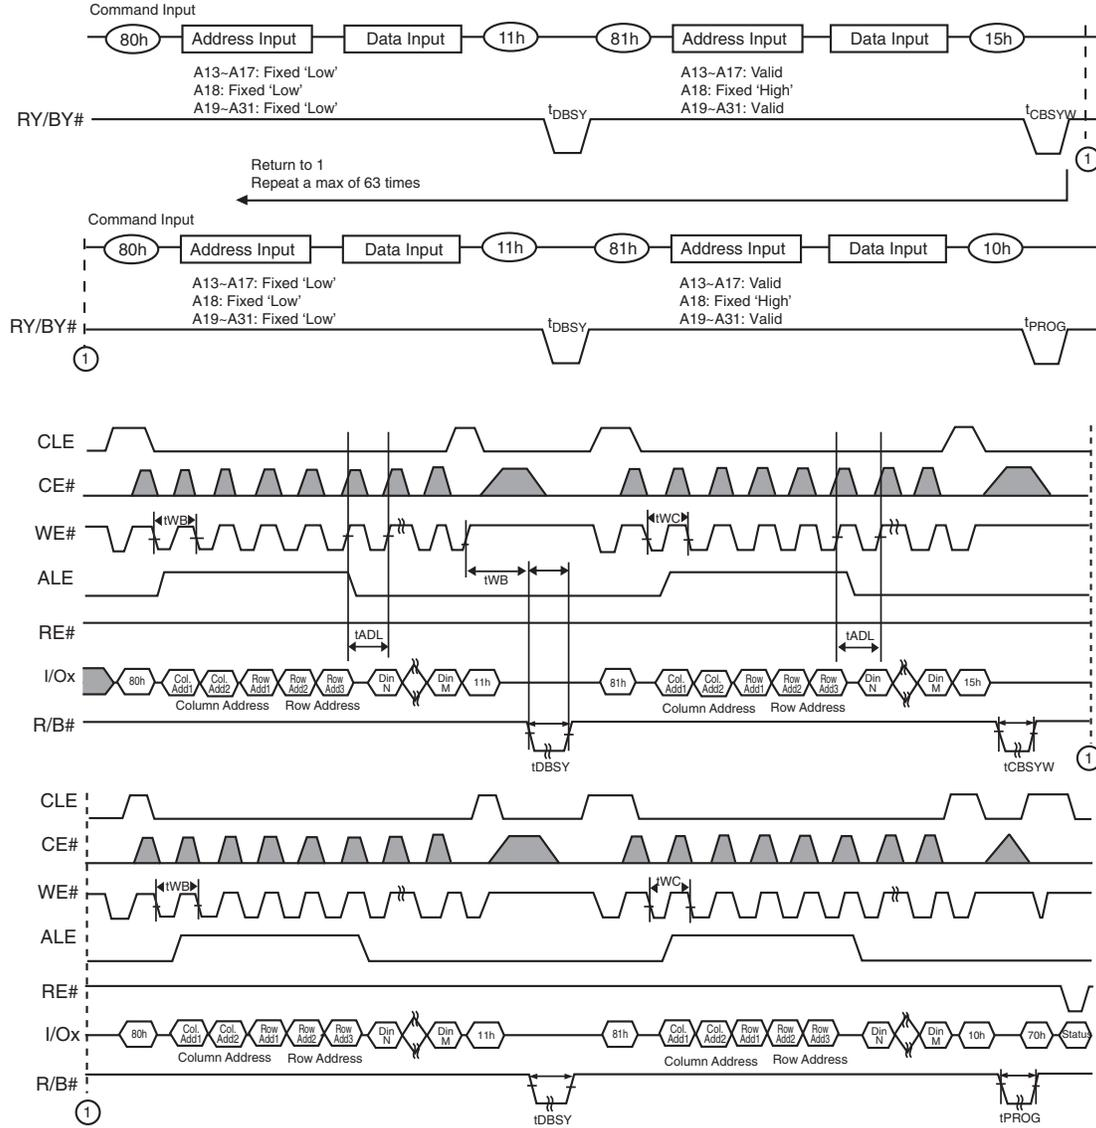 Command Input
80h Address Input Data Input 11h 81h Address Input Data Input 15h
A13~A17: Fixed 'Low' A13~A17: Valid
A18: Fixed 'Low' A18: Fixed 'High'
A19~A31: Fixed 'Low' A19~A31: Valid
RY/BY# tDBSY tCBSYW
1
Return to 1
Repeat a max of 63 times
Command Input
80h Address Input Data Input 11h 81h Address Input Data Input 10h
A13~A17: Fixed 'Low' A13~A17: Valid
A18: Fixed 'Low' A18: Fixed 'High'
A19~A31: Fixed 'Low' A19~A31: Valid
RY/BY# tDBSY tPROG
1
CLE
CE#
WE# tWB tWC
ALE tWB
RE# tADL tADL
I/Ox 80h Col. Add1 Col. Add2 Row Add1 Row Add2 Row Add3 Din N Din M 11h 81h Col. Add1 Col. Add2 Row Add1 Row Add2 Row Add3 Din N Din M 15h
Column Address Row Address Column Address Row Address
R/B#
tDBSY tCBSYW
1
CLE
CE#
WE# tWB tWC
ALE
RE#
I/Ox 80h Col. Add1 Col. Add2 Row Add1 Row Add2 Row Add3 Din N Din M 11h 81h Col. Add1 Col. Add2 Row Add1 Row Add2 Row Add3 Din N Din M 10h 70h Status
Column Address Row Address Column Address Row Address
R/B#
1 tDBSY tPROG